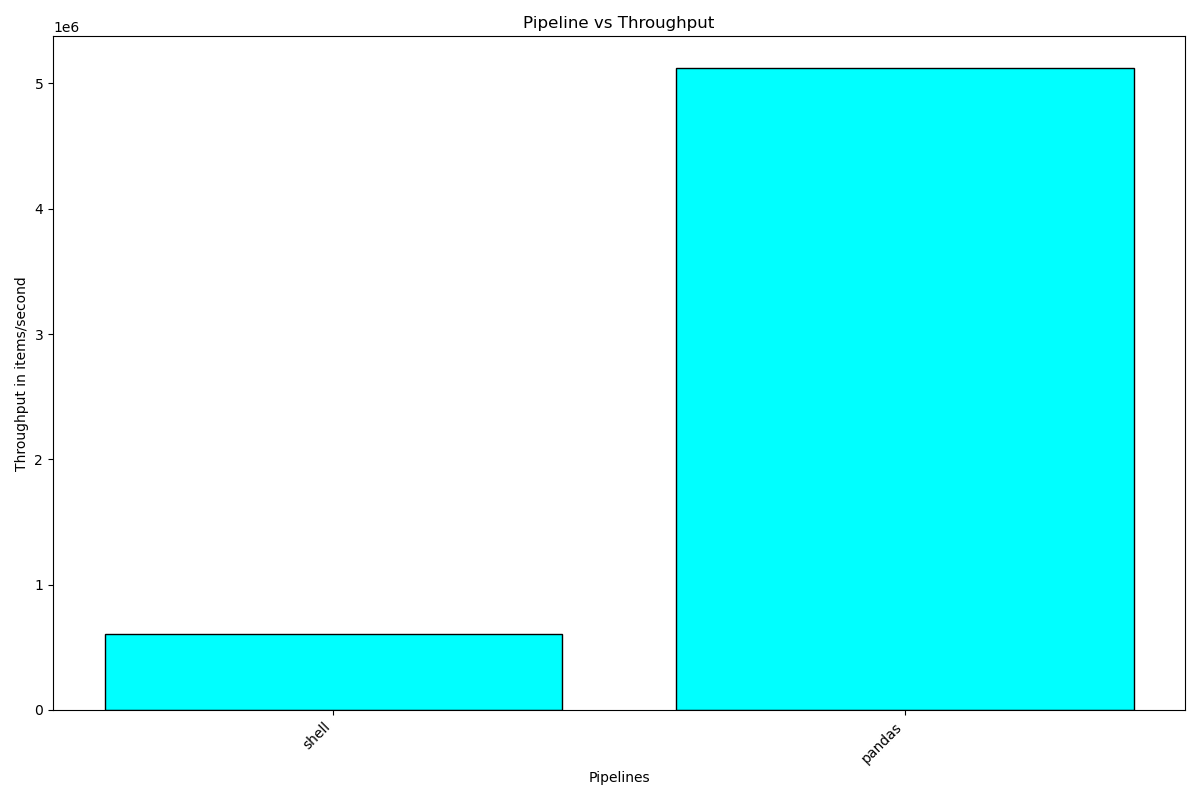 Pipeline vs Throughput
1e6
5
4
3
2
1
0
Throughput in items/second
shell
pandas
Pipelines